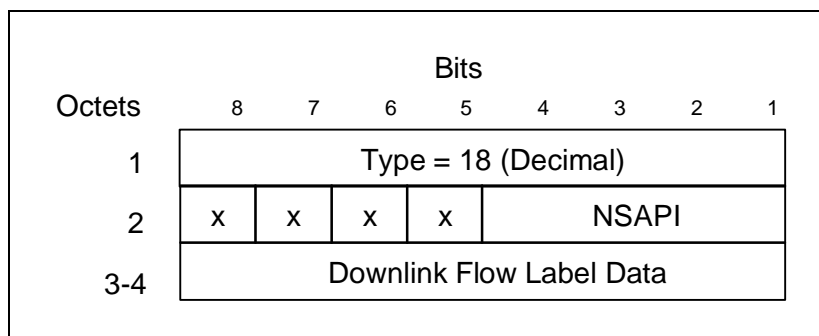 Bits
Octets 8 7 6 5 4 3 2 1
1 Type = 18 (Decimal)
2 x x x x NSAPI
3-4 Downlink Flow Label Data